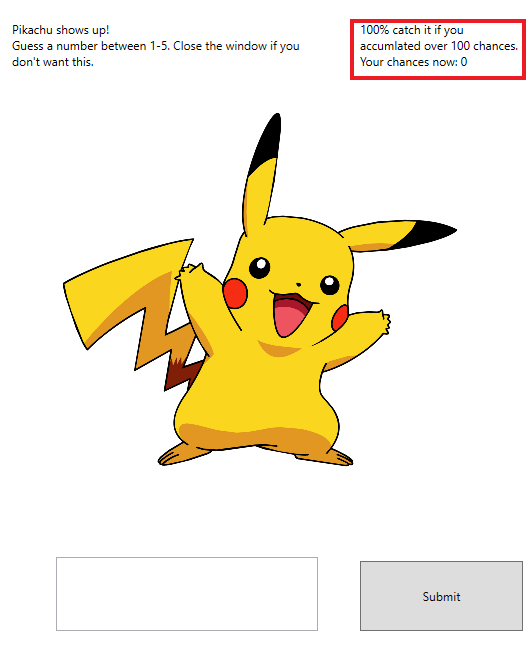 Pikachu shows up!
Guess a number between 1-5. Close the window if you
don't want this.
100% catch it if you
accumlated over 100 chances.
Your chances now: 0
Submit